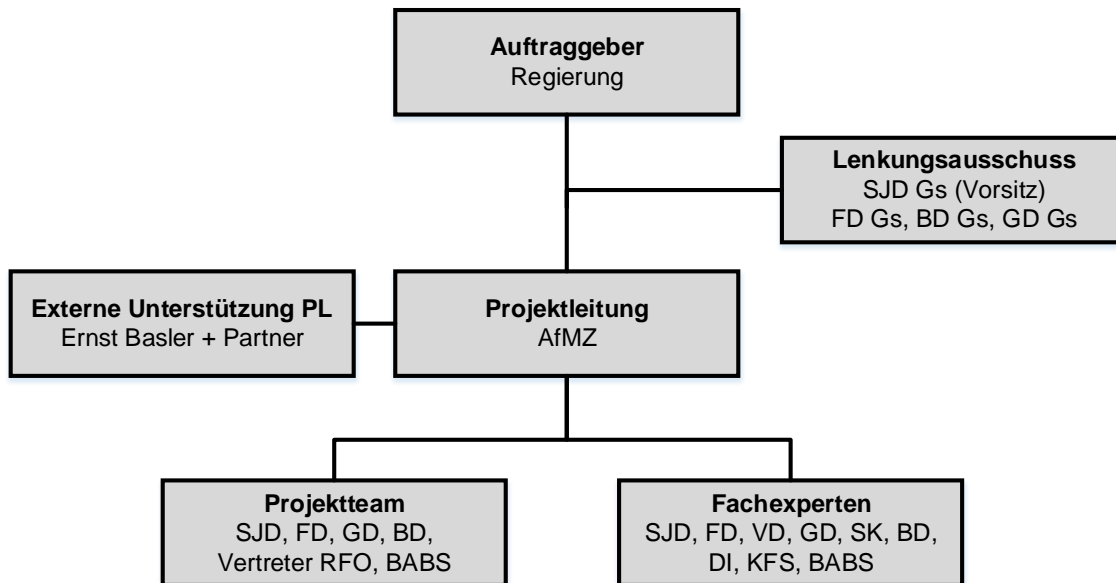 Auftraggeber
Regierung
Lenkungsausschuss
SJD Gs (Vorsitz)
FD Gs, BD Gs, GD Gs
Externe Unterstützung PL
Ernst Basler + Partner
Projektleitung
AfMZ
Projektteam
SJD, FD, GD, BD,
Vertreter RFO, BABS
Fachexperten
SJD, FD, VD, GD, SK, BD,
DI, KFS, BABS